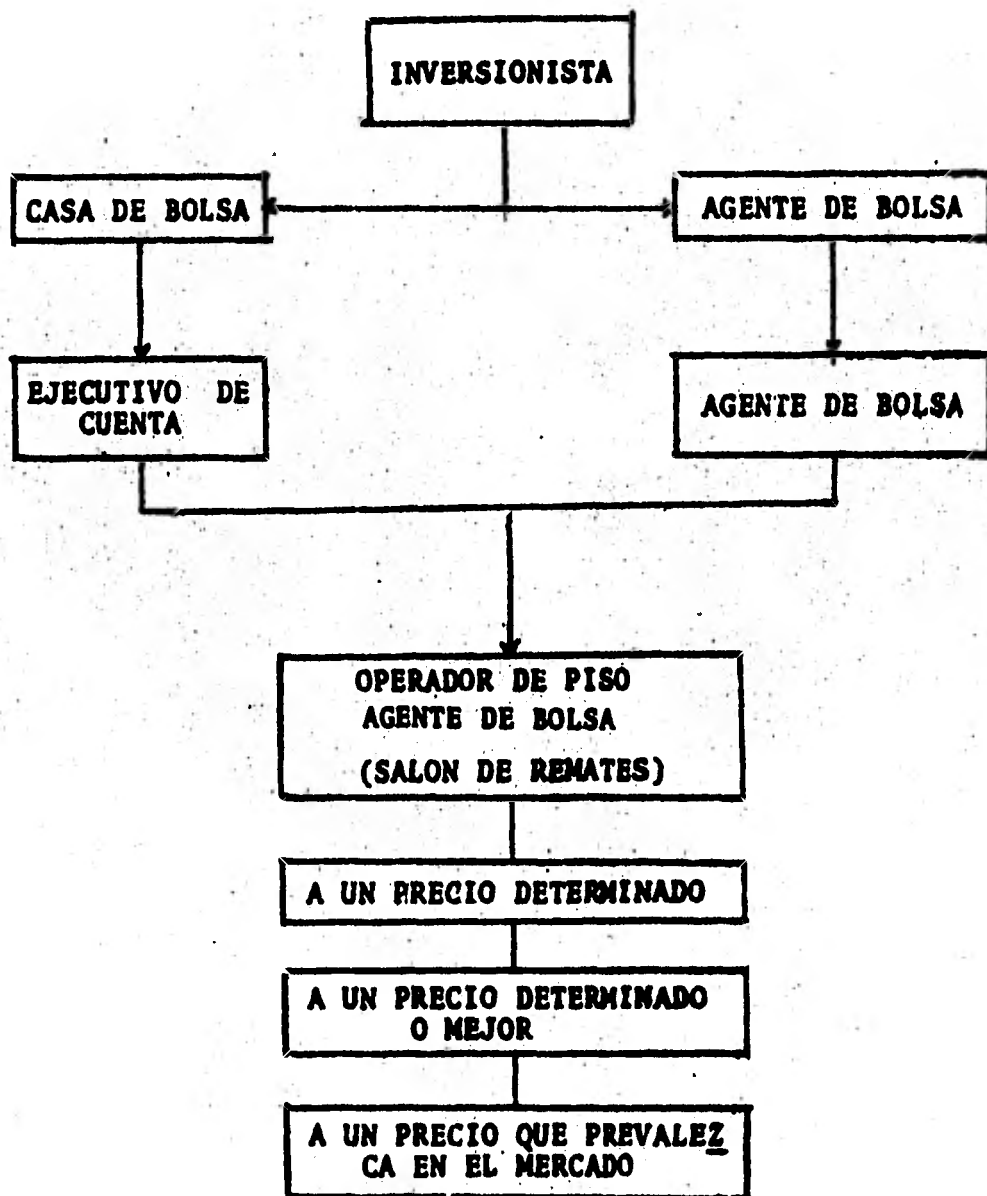 INVERSIONISTA
CASA DE BOLSA
AGENTE DE BOLSA
EJECUTIVO DE
CUENTA
AGENTE DE BOLSA
OPERADOR DE PISO
AGENTE DE BOLSA
(SALON DE REMATES)
A UN PRECIO DETERMINADO
A UN PRECIO DETERMINADO
O MEJOR
A UN PRECIO QUE PREVALEZ
CA EN EL MERCADO